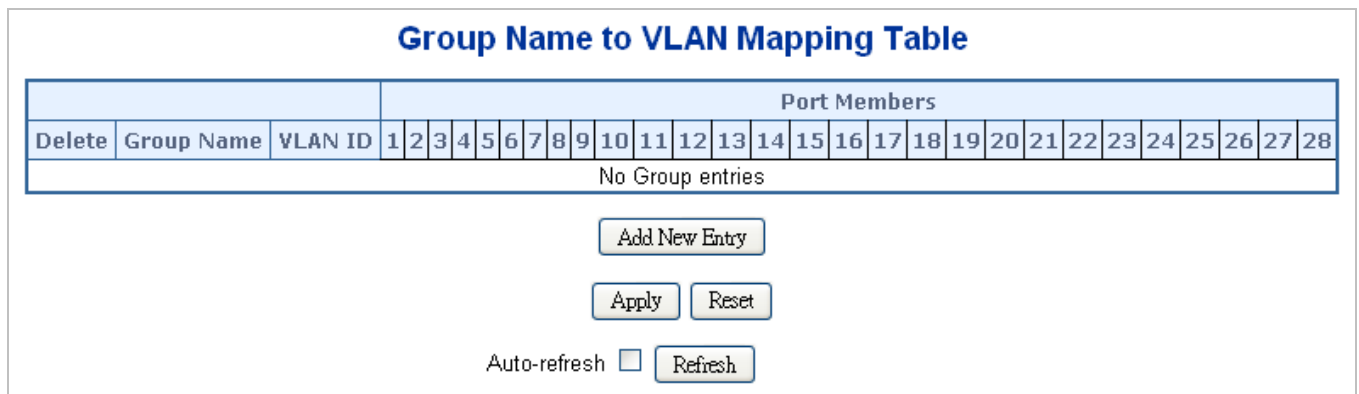 Group Name to VLAN Mapping Table
Port Members
Delete Group Name VLAN ID 1 2 3 4 5 6 7 8 9 10 11 12 13 14 15 16 17 18 19 20 21 22 23 24 25 26 27 28
No Group entries
Add New Entry
Apply Reset
Auto-refresh Refresh